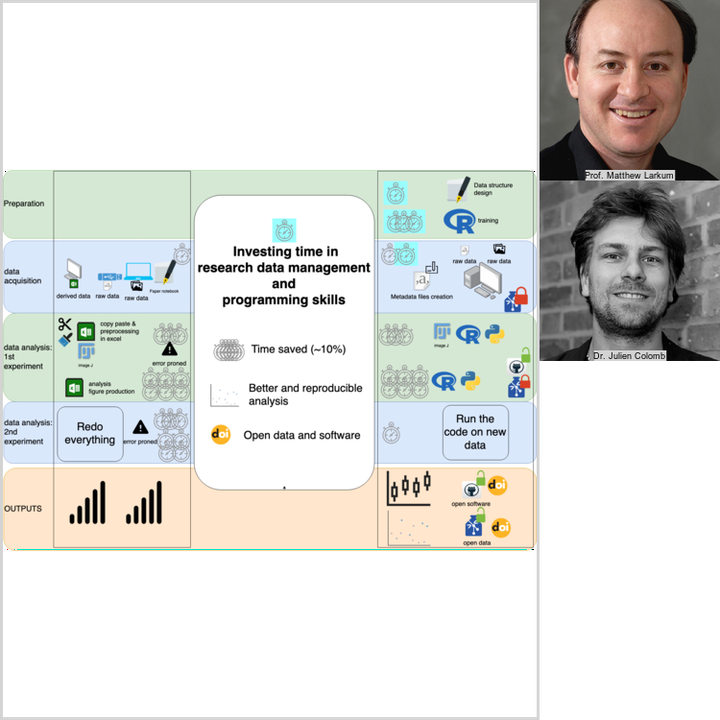 Preparation
Data structure
design
training
data
acquisition
derived data
raw data
raw data
Paper notebook
raw data
raw data
Metadata files creation
data analysis:
1st
experiment
copy paste &
preprocessing
in excel
image J
error proned
analysis
figure production
image J
data analysis:
2nd
experiment
Redo
everything
error proned
Run the
code on new
data
OUTPUTS
open software
open data
doi
doi
Investing time in
research data management
and
programming skills
Time saved (~10%)
Better and reproducible
analysis
doi
Open data and software
Prof. Matthew Larkum
Dr. Julien Colomb